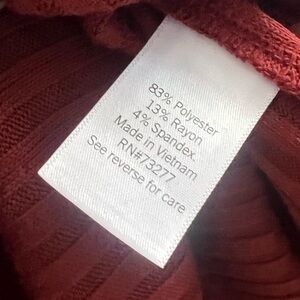 83% Polyester
13% Rayon
4% Spandex
Made in Vietnam
RN#73277
See reverse for care